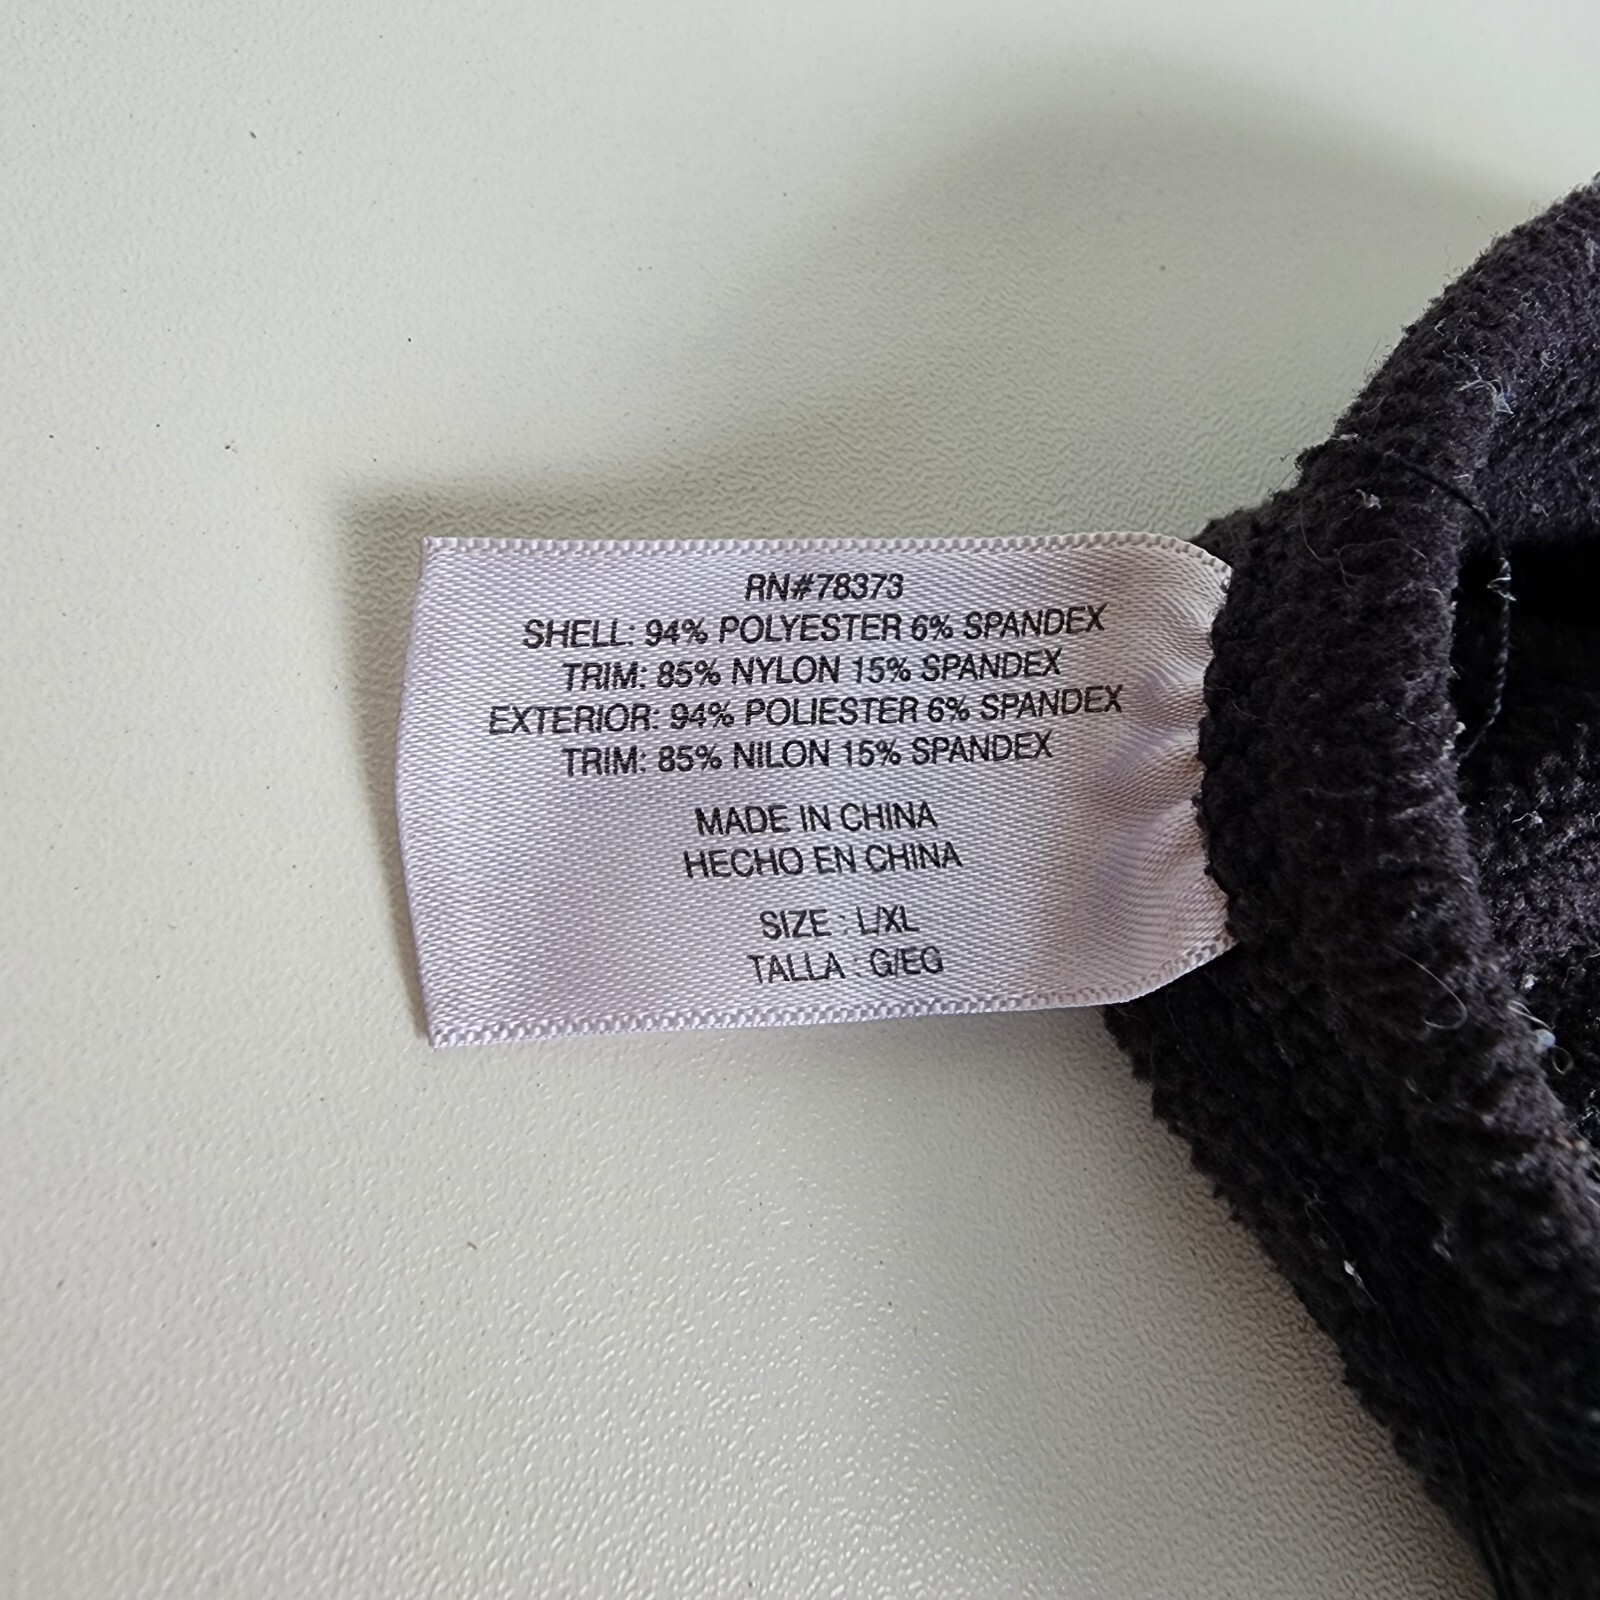 RN#78373
SHELL: 94% POLYESTER 6% SPANDEX
TRIM: 85% NYLON 15% SPANDEX
EXTERIOR: 94% POLIESTER 6% SPANDEX
TRIM: 85% NILON 15% SPANDEX
MADE IN CHINA
HECHO EN CHINA
SIZE : L/XL
TALLA : G/EG